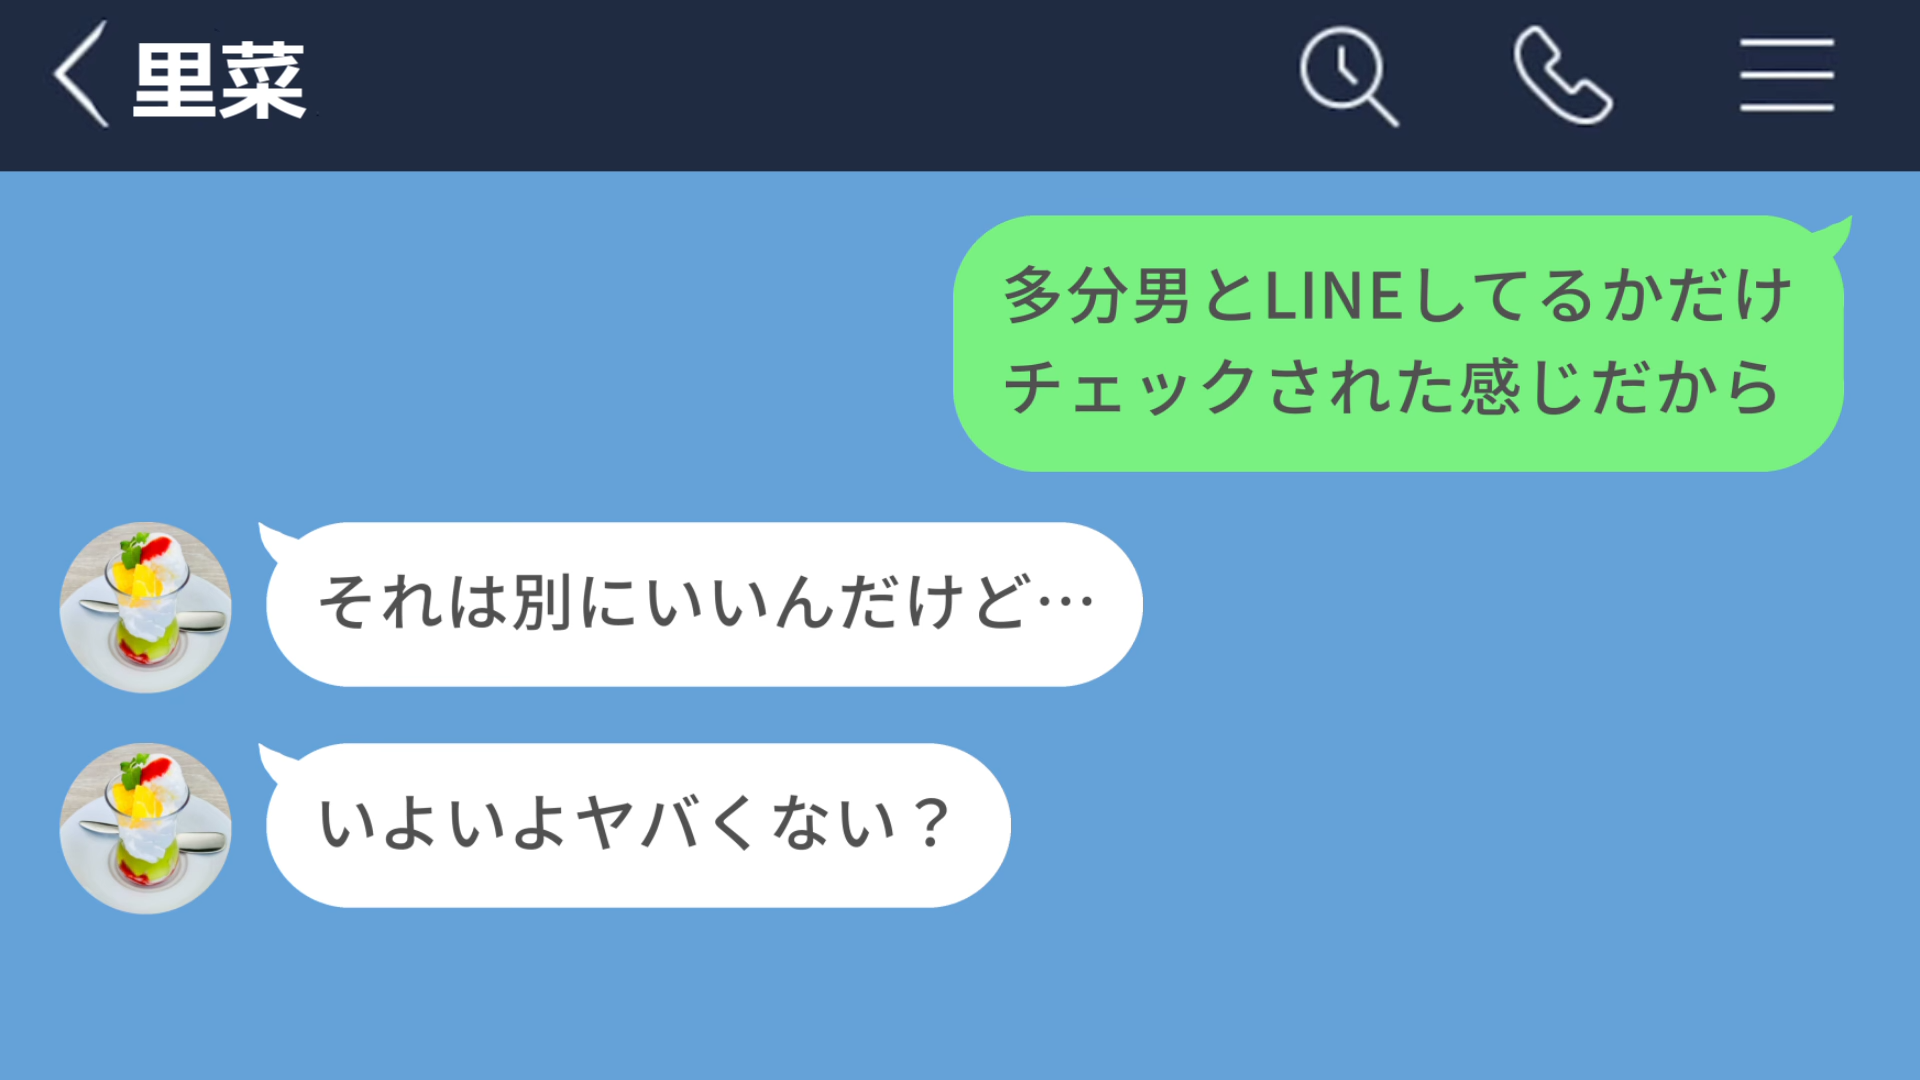 里菜
多分男とLINEしてるかだけ
チェックされた感じだから
それは別にいいんだけど…
いよいよヤバくない？